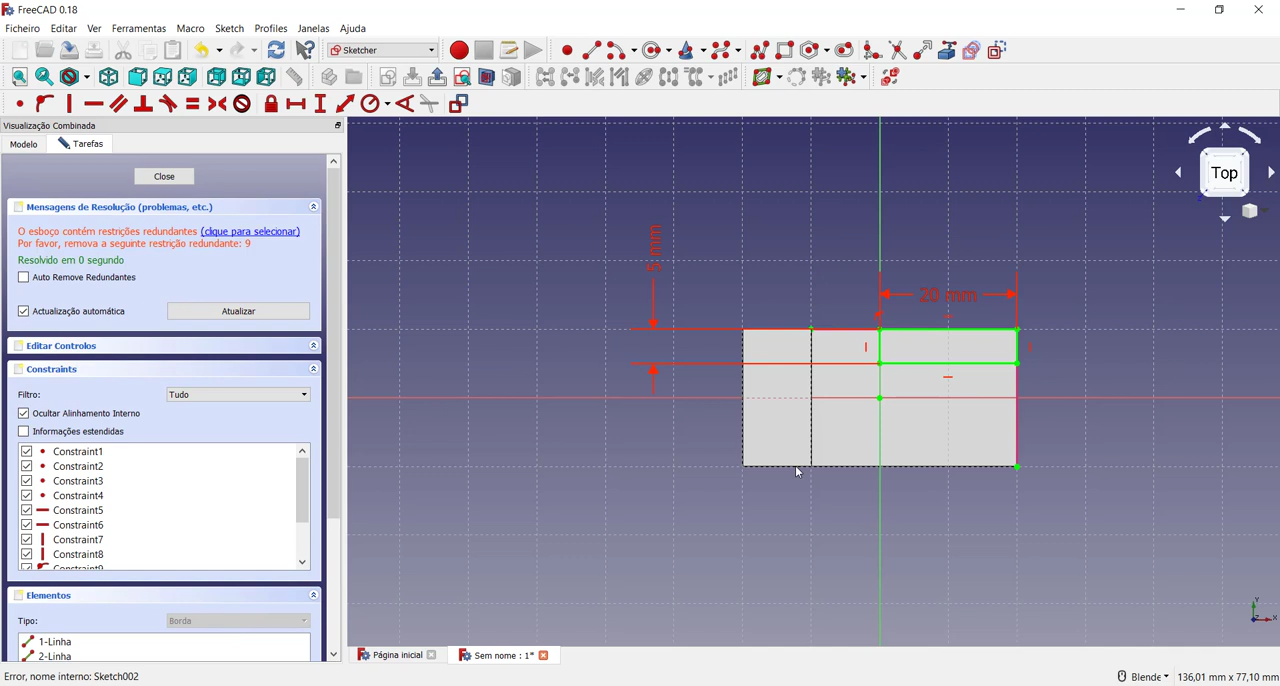 FreeCAD 0.18
Ficheiro Editar Ver Ferramentas Macro Sketch Profiles Janelas Ajuda
Sketcher
Visualização Combinada
Modelo Tarefas
Close
Mensagens de Resolução (problemas, etc.)
O esboço contém restrições redundantes (clique para selecionar)
Por favor, remova a seguinte restrição redundante: 9
Resolvido em 0 segundo
Auto Remove Redundantes
Actualização automática Atualizar
Editar Controlos
Constraints
Filtro: Tudo
Ocultar Alinhamento Interno
Informações estendidas
Constraint1
Constraint2
Constraint3
Constraint4
Constraint5
Constraint6
Constraint7
Constraint8
Constraint9
Elementos
Tipo: Borda
1-Linha
2-Linha
5 mm
20 mm
Top
Z
Y
Z
X
Página inicial Sem nome : 1*
Error, nome interno: Sketch002
Blende 136,01 mm x 77,10 mm